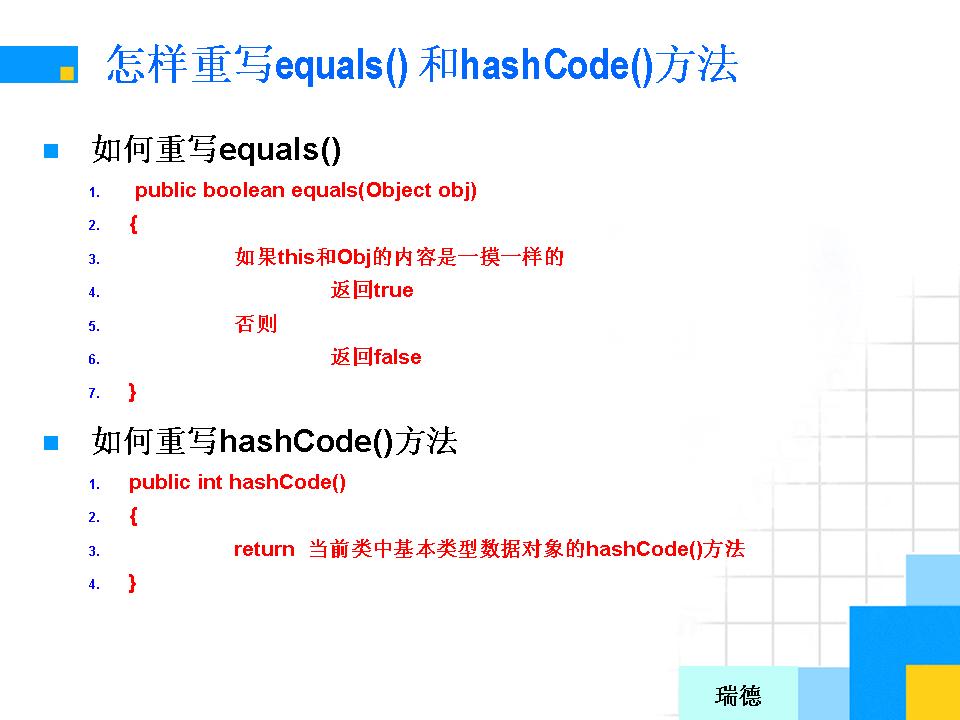 怎样重写equals() 和hashCode()方法
如何重写equals()
1. public boolean equals(Object obj)
2. {
3. 如果this和Obj的内容是一摸一样的
4. 返回true
5. 否则
6. 返回false
7. }
如何重写hashCode()方法
1. public int hashCode()
2. {
3. return 当前类中基本类型数据对象的hashCode()方法
4. }
瑞德